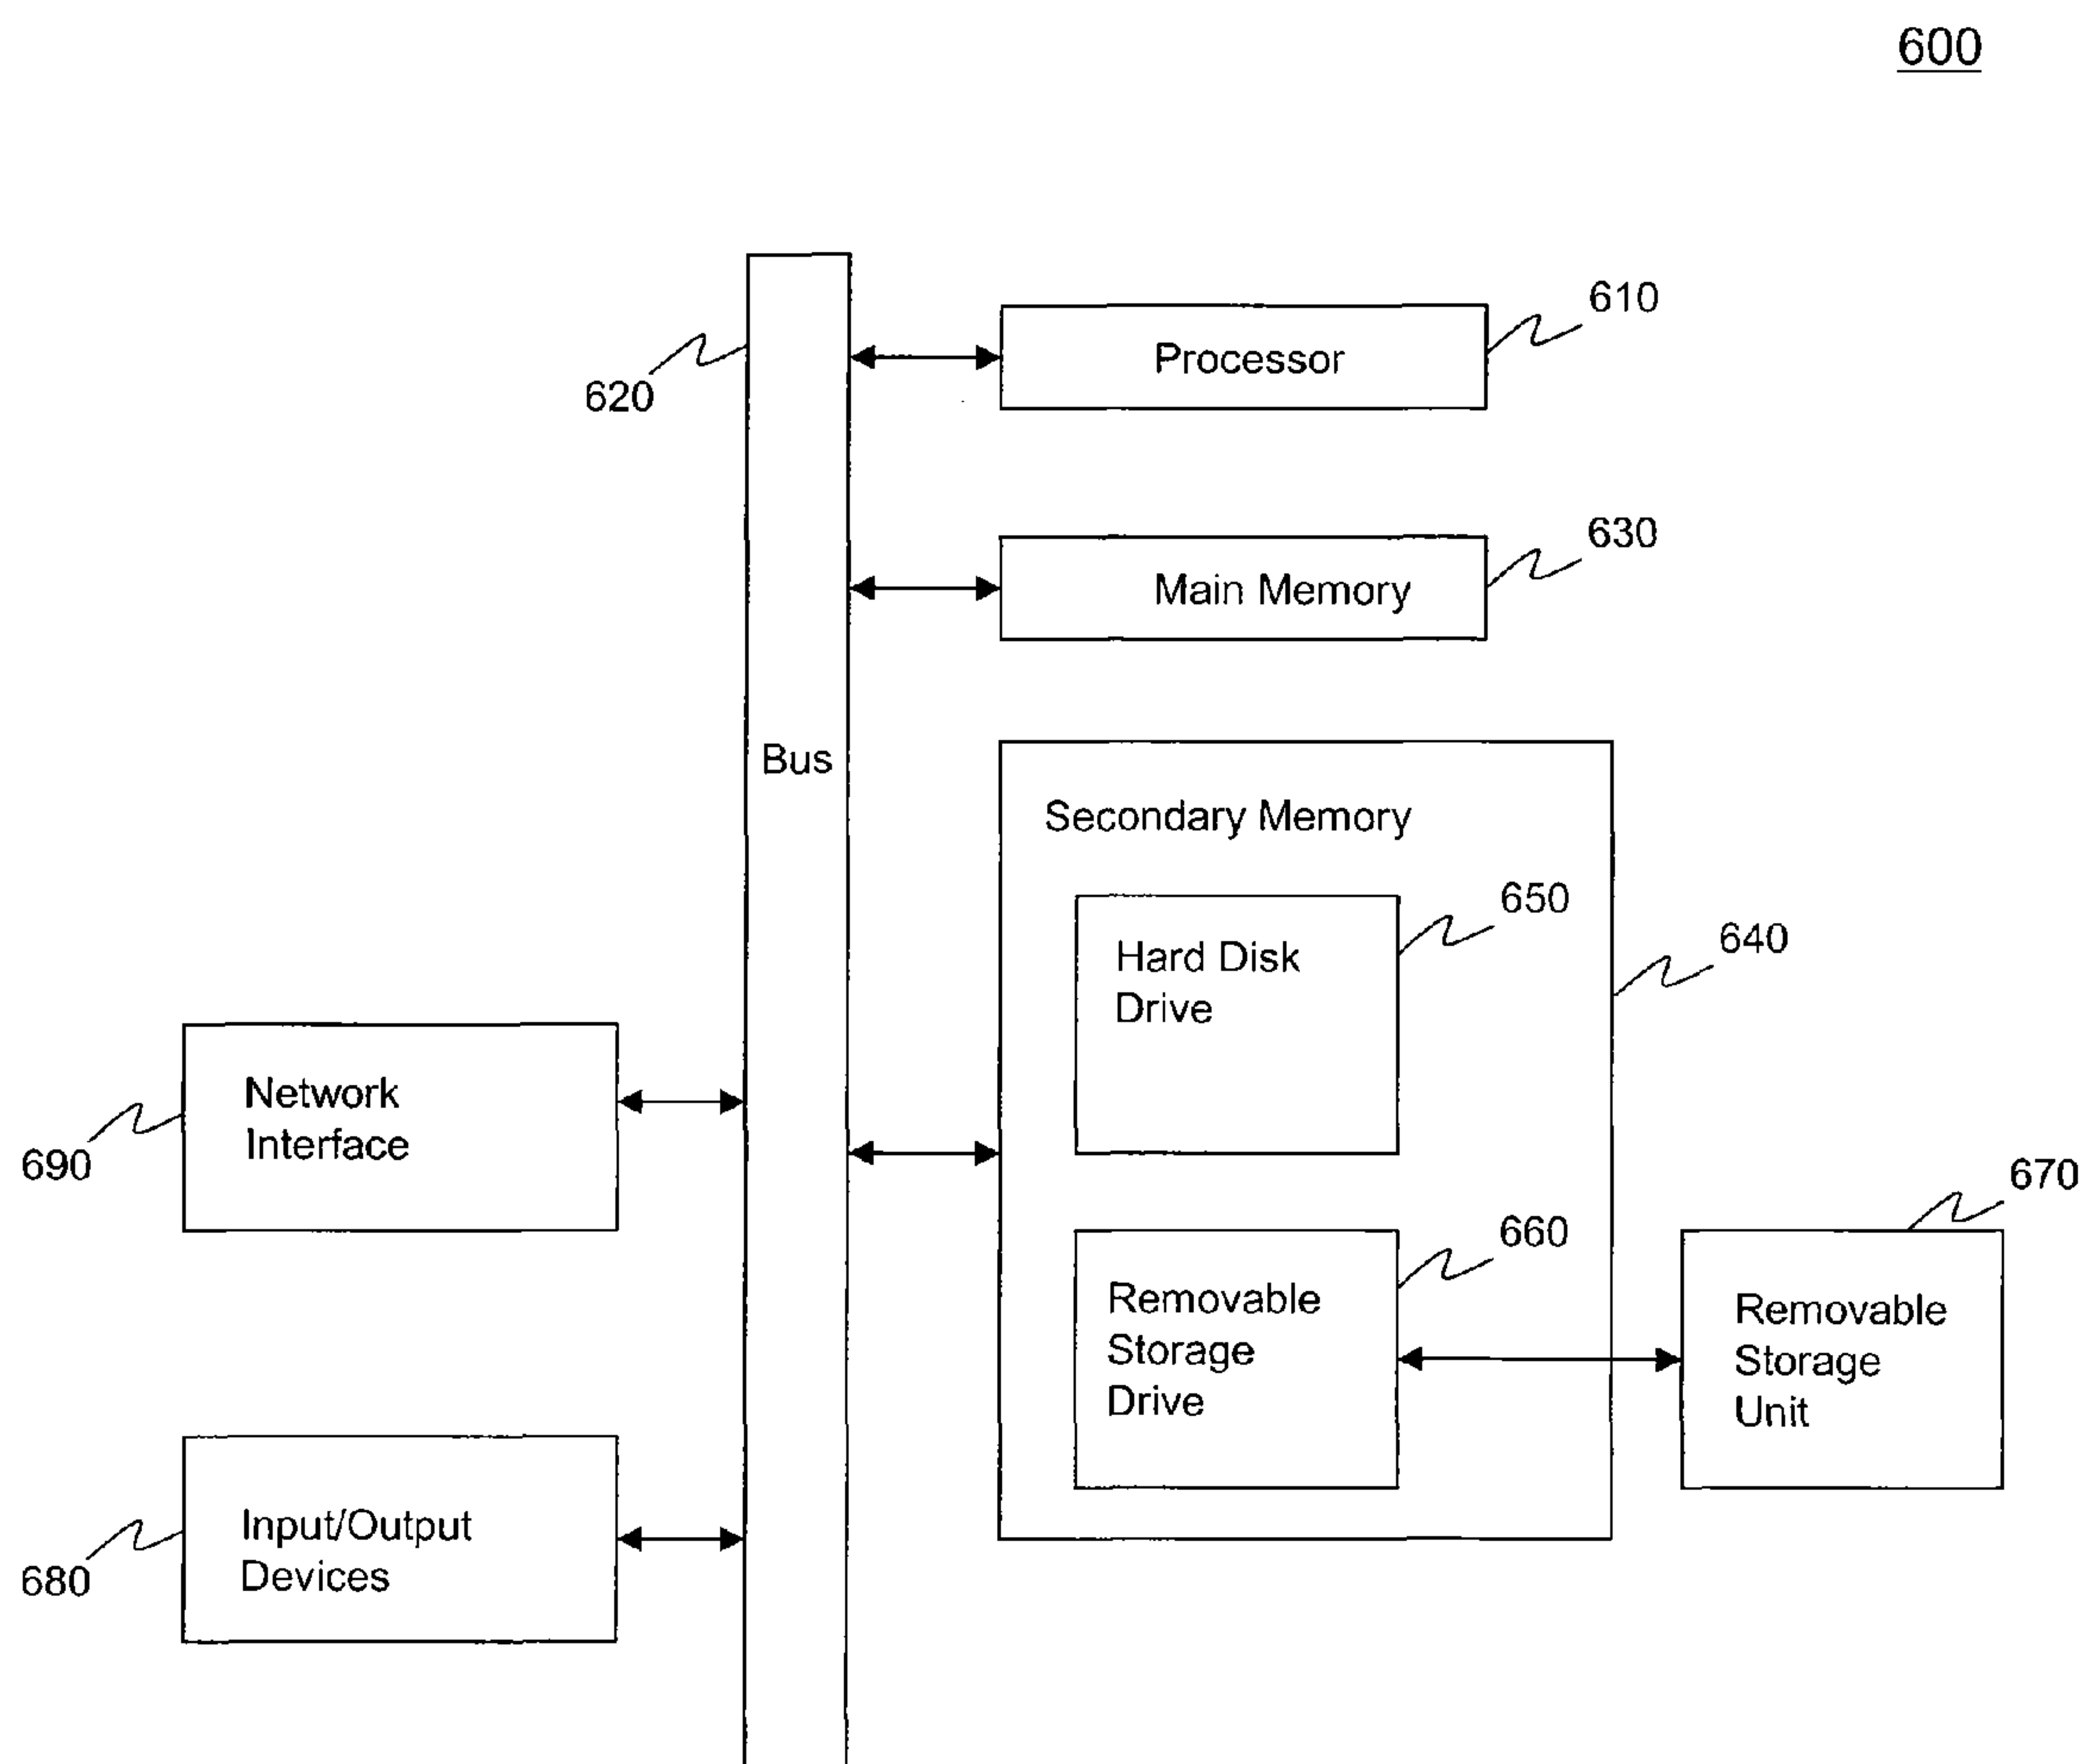 600
610
Processor
620
630
Main Memory
Bus
Secondary Memory
650
Hard Disk
Drive
640
Network
Interface
690
670
660
Removable
Storage
Drive
Removable
Storage
Unit
Input/Output
Devices
680